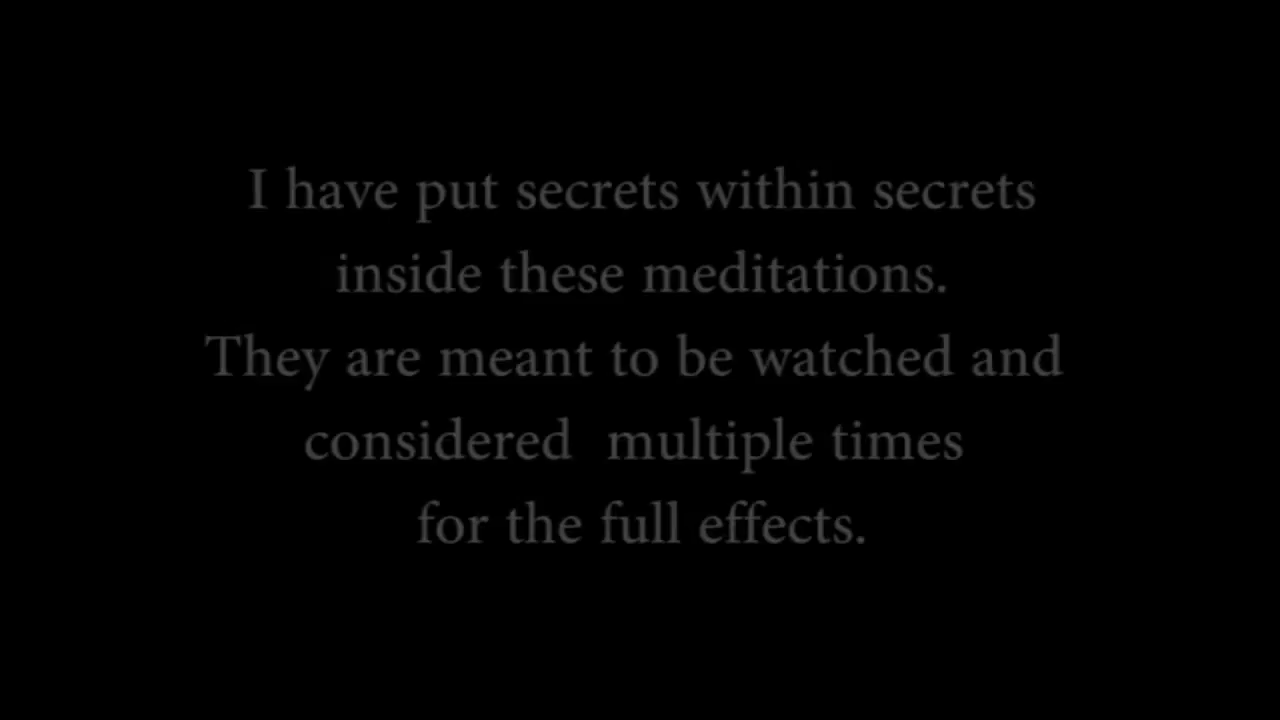 I have put secrets within secrets
inside these meditations.
They are meant to be watched and
considered  multiple times
for the full effects.